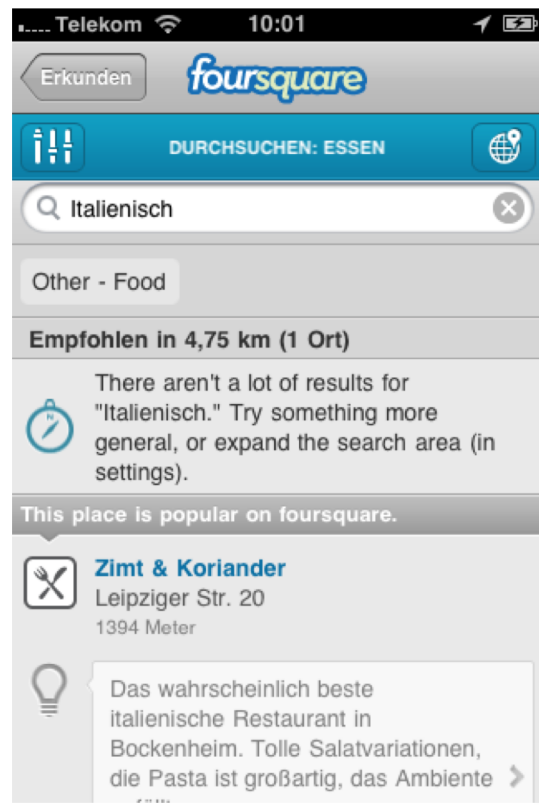 Telekom 10:01
Erkunden foursquare
DURCHSUCHEN: ESSEN
Italienisch
Other - Food
Empfohlen in 4,75 km (1 Ort)
There aren't a lot of results for
"Italienisch." Try something more
general, or expand the search area (in
settings).
This place is popular on foursquare.
Zimt & Koriander
Leipziger Str. 20
1394 Meter
Das wahrscheinlich beste
italienische Restaurant in
Bockenheim. Tolle Salatvariationen,
die Pasta ist großartig, das Ambiente